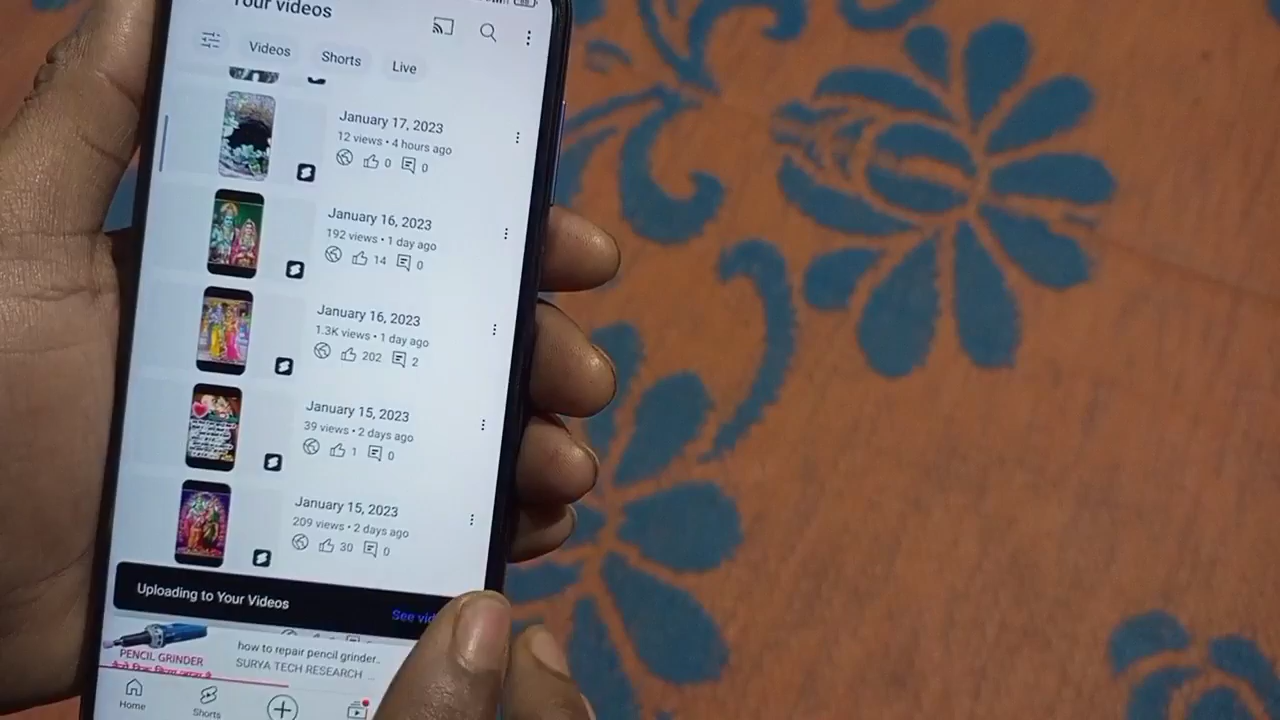 Your videos
Videos
Shorts
Live
January 17, 2023
12 views • 4 hours ago
0
0
January 16, 2023
192 views • 1 day ago
14
0
January 16, 2023
1.3K views • 1 day ago
202
2
January 15, 2023
39 views • 2 days ago
1
0
January 15, 2023
209 views • 2 days ago
30
0
Uploading to Your Videos
See
how to repair pencil grinder..
PENCIL GRINDER
SURYA TECH RESEARCH ...
Home
Shorts